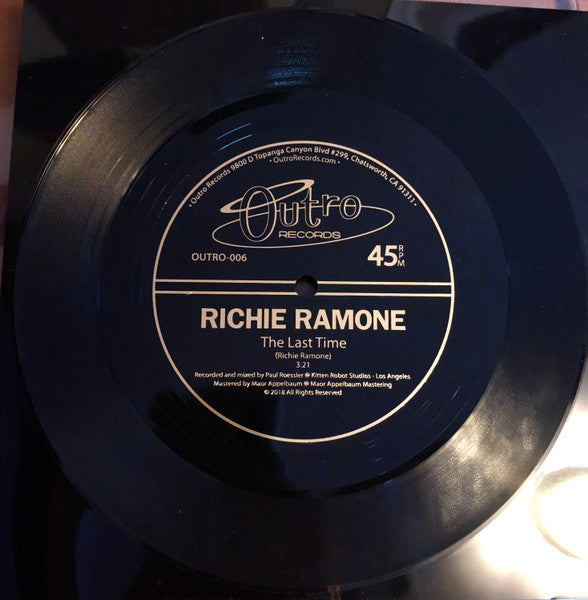 • Outro Records 9800 D Topanga Canyon Blvd #299, Chatsworth, CA 91311 •
• OutroRecords.com •
Outro
RECORDS
OUTRO-006
45 RPM
RICHIE RAMONE
The Last Time
(Richie Ramone)
3:21
Recorded and mixed by Paul Roessler @ Kitten Robot Studios - Los Angeles
Mastered by Maor Appelbaum @ Maor Appelbaum Mastering
© 2018 All Rights Reserved